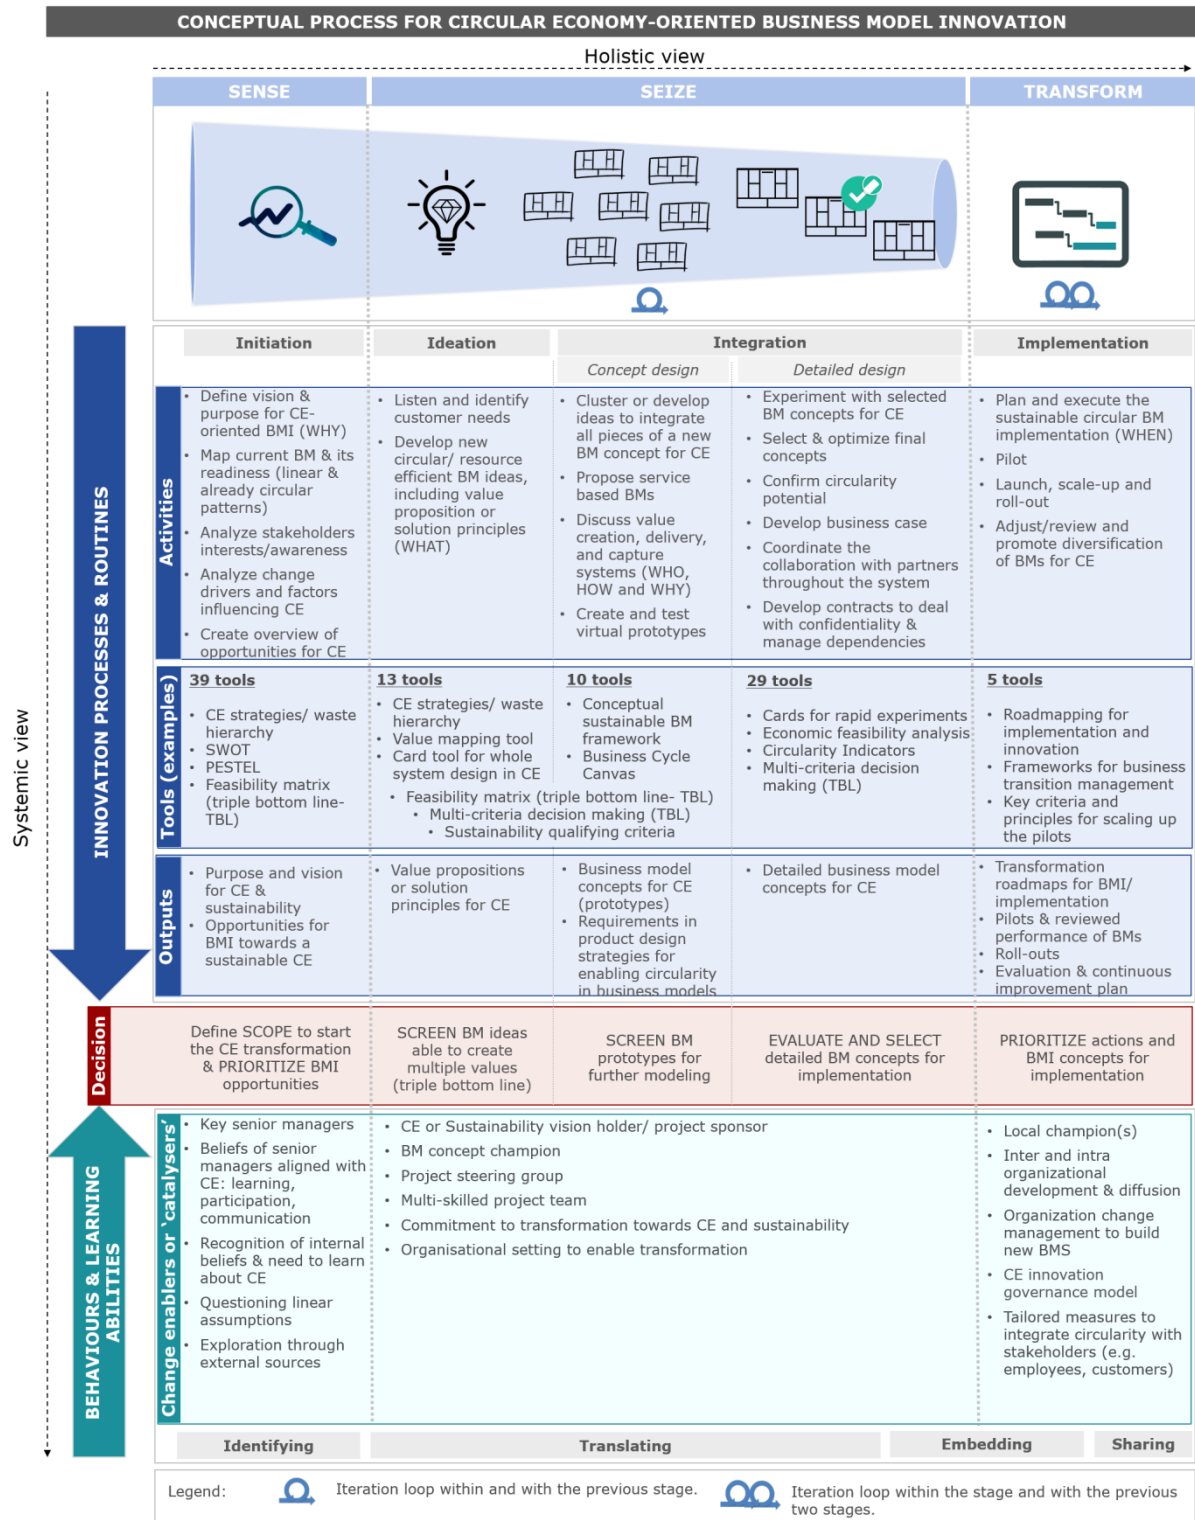 CONCEPTUAL PROCESS FOR CIRCULAR ECONOMY-ORIENTED BUSINESS MODEL INNOVATION
Holistic view
SENSE
SEIZE
TRANSFORM
Systemic view
INNOVATION PROCESSES & ROUTINES
Initiation
Ideation
Integration
Implementation
Concept design
Detailed design
Activities
• Define vision &
purpose for CE-
oriented BMI (WHY)
• Map current BM & its
readiness (linear &
already circular
patterns)
• Analyze stakeholders
interests/awareness
• Analyze change
drivers and factors
influencing CE
• Create overview of
opportunities for CE
• Listen and identify
customer needs
• Develop new
circular/ resource
efficient BM ideas,
including value
proposition or
solution principles
(WHAT)
• Cluster or develop
ideas to integrate
all pieces of a new
BM concept for CE
• Propose service
based BMs
• Discuss value
creation, delivery,
and capture
systems (WHO,
HOW and WHY)
• Create and test
virtual prototypes
• Experiment with selected
BM concepts for CE
• Select & optimize final
concepts
• Confirm circularity
potential
• Develop business case
• Coordinate the
collaboration with partners
throughout the system
• Develop contracts to deal
with confidentiality &
manage dependencies
• Plan and execute the
sustainable circular BM
implementation (WHEN)
• Pilot
• Launch, scale-up and
roll-out
• Adjust/review and
promote diversification
of BMs for CE
Tools (examples)
39 tools
• CE strategies/ waste
hierarchy
• SWOT
• PESTEL
• Feasibility matrix
(triple bottom line-
TBL)
13 tools
• CE strategies/ waste
hierarchy
• Value mapping tool
• Card tool for whole
system design in CE
10 tools
• Conceptual
sustainable BM
framework
• Business Cycle
Canvas
• Feasibility matrix (triple bottom line- TBL)
• Multi-criteria decision making (TBL)
• Sustainability qualifying criteria
29 tools
• Cards for rapid experiments
• Economic feasibility analysis
• Circularity Indicators
• Multi-criteria decision
making (TBL)
5 tools
• Roadmapping for
implementation and
innovation
• Frameworks for business
transition management
• Key criteria and
principles for scaling up
the pilots
Outputs
• Purpose and vision
for CE &
sustainability
• Opportunities for
BMI towards a
sustainable CE
• Value propositions
or solution
principles for CE
• Business model
concepts for CE
(prototypes)
• Requirements in
product design
strategies for
enabling circularity
in business models
• Detailed business model
concepts for CE
• Transformation
roadmaps for BMI/
implementation
• Pilots & reviewed
performance of BMs
• Roll-outs
• Evaluation & continuous
improvement plan
Decision
Define SCOPE to start
the CE transformation
& PRIORITIZE BMI
opportunities
SCREEN BM ideas
able to create
multiple values
(triple bottom line)
SCREEN BM
prototypes for
further modeling
EVALUATE AND SELECT
detailed BM concepts for
implementation
PRIORITIZE actions and
BMI concepts for
implementation
BEHAVIOURS & LEARNING
ABILITIES
Change enablers or ‘catalysers’
• Key senior managers
• Beliefs of senior
managers aligned with
CE: learning,
participation,
communication
• Recognition of internal
beliefs & need to learn
about CE
• Questioning linear
assumptions
• Exploration through
external sources
• CE or Sustainability vision holder/ project sponsor
• BM concept champion
• Project steering group
• Multi-skilled project team
• Commitment to transformation towards CE and sustainability
• Organisational setting to enable transformation
• Local champion(s)
• Inter and intra
organizational
development & diffusion
• Organization change
management to build
new BMS
• CE innovation
governance model
• Tailored measures to
integrate circularity with
stakeholders (e.g.
employees, customers)
Identifying
Translating
Embedding
Sharing
Legend:
Iteration loop within and with the previous stage.
Iteration loop within the stage and with the previous
two stages.